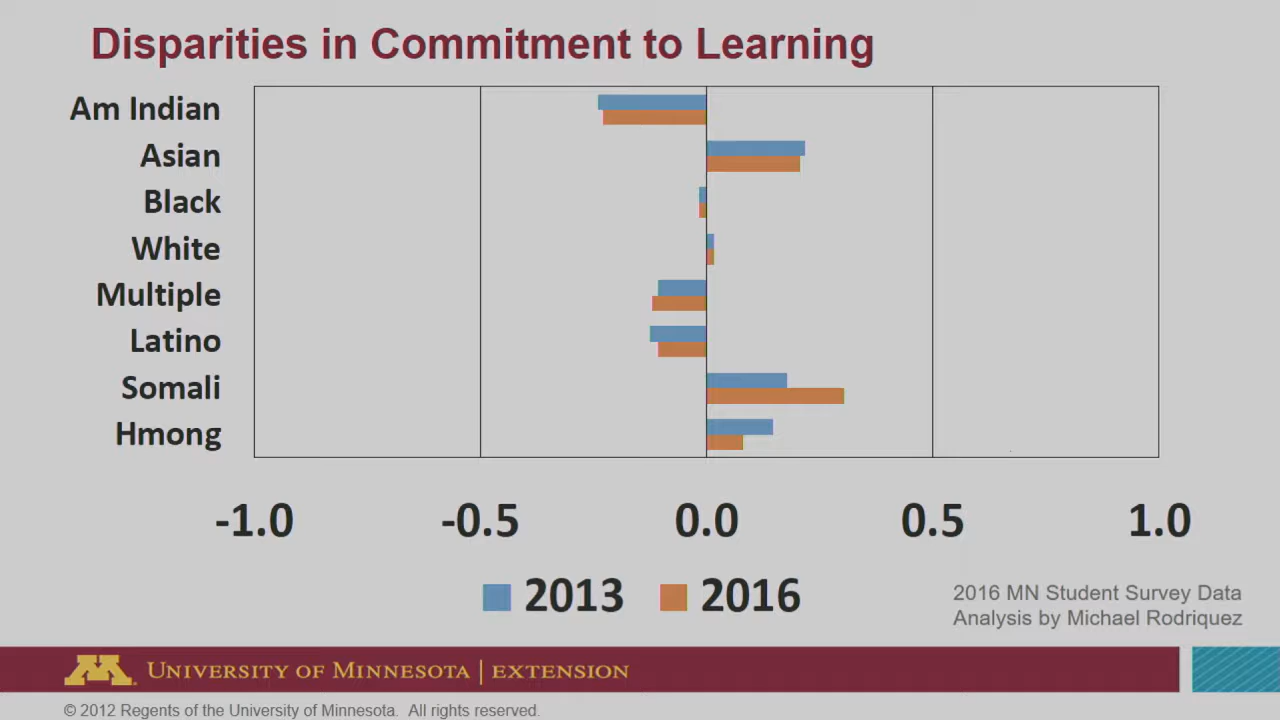 Disparities in Commitment to Learning
Am Indian
Asian
Black
White
Multiple
Latino
Somali
Hmong
-1.0 -0.5 0.0 0.5 1.0
2013 2016
2016 MN Student Survey Data
Analysis by Michael Rodriquez
M UNIVERSITY OF MINNESOTA | EXTENSION
© 2012 Regents of the University of Minnesota. All rights reserved.